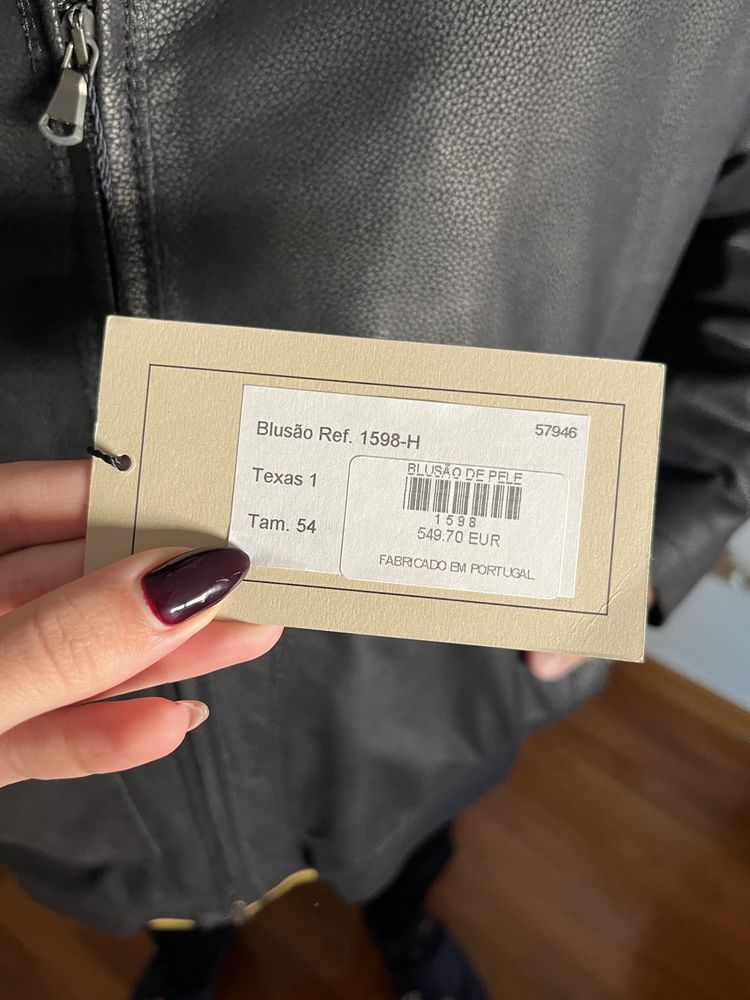 Blusão Ref. 1598-H
57946
Texas 1
Tam. 54
BLUSÃO DE PELE
1598
549.70 EUR
FABRICADO EM PORTUGAL